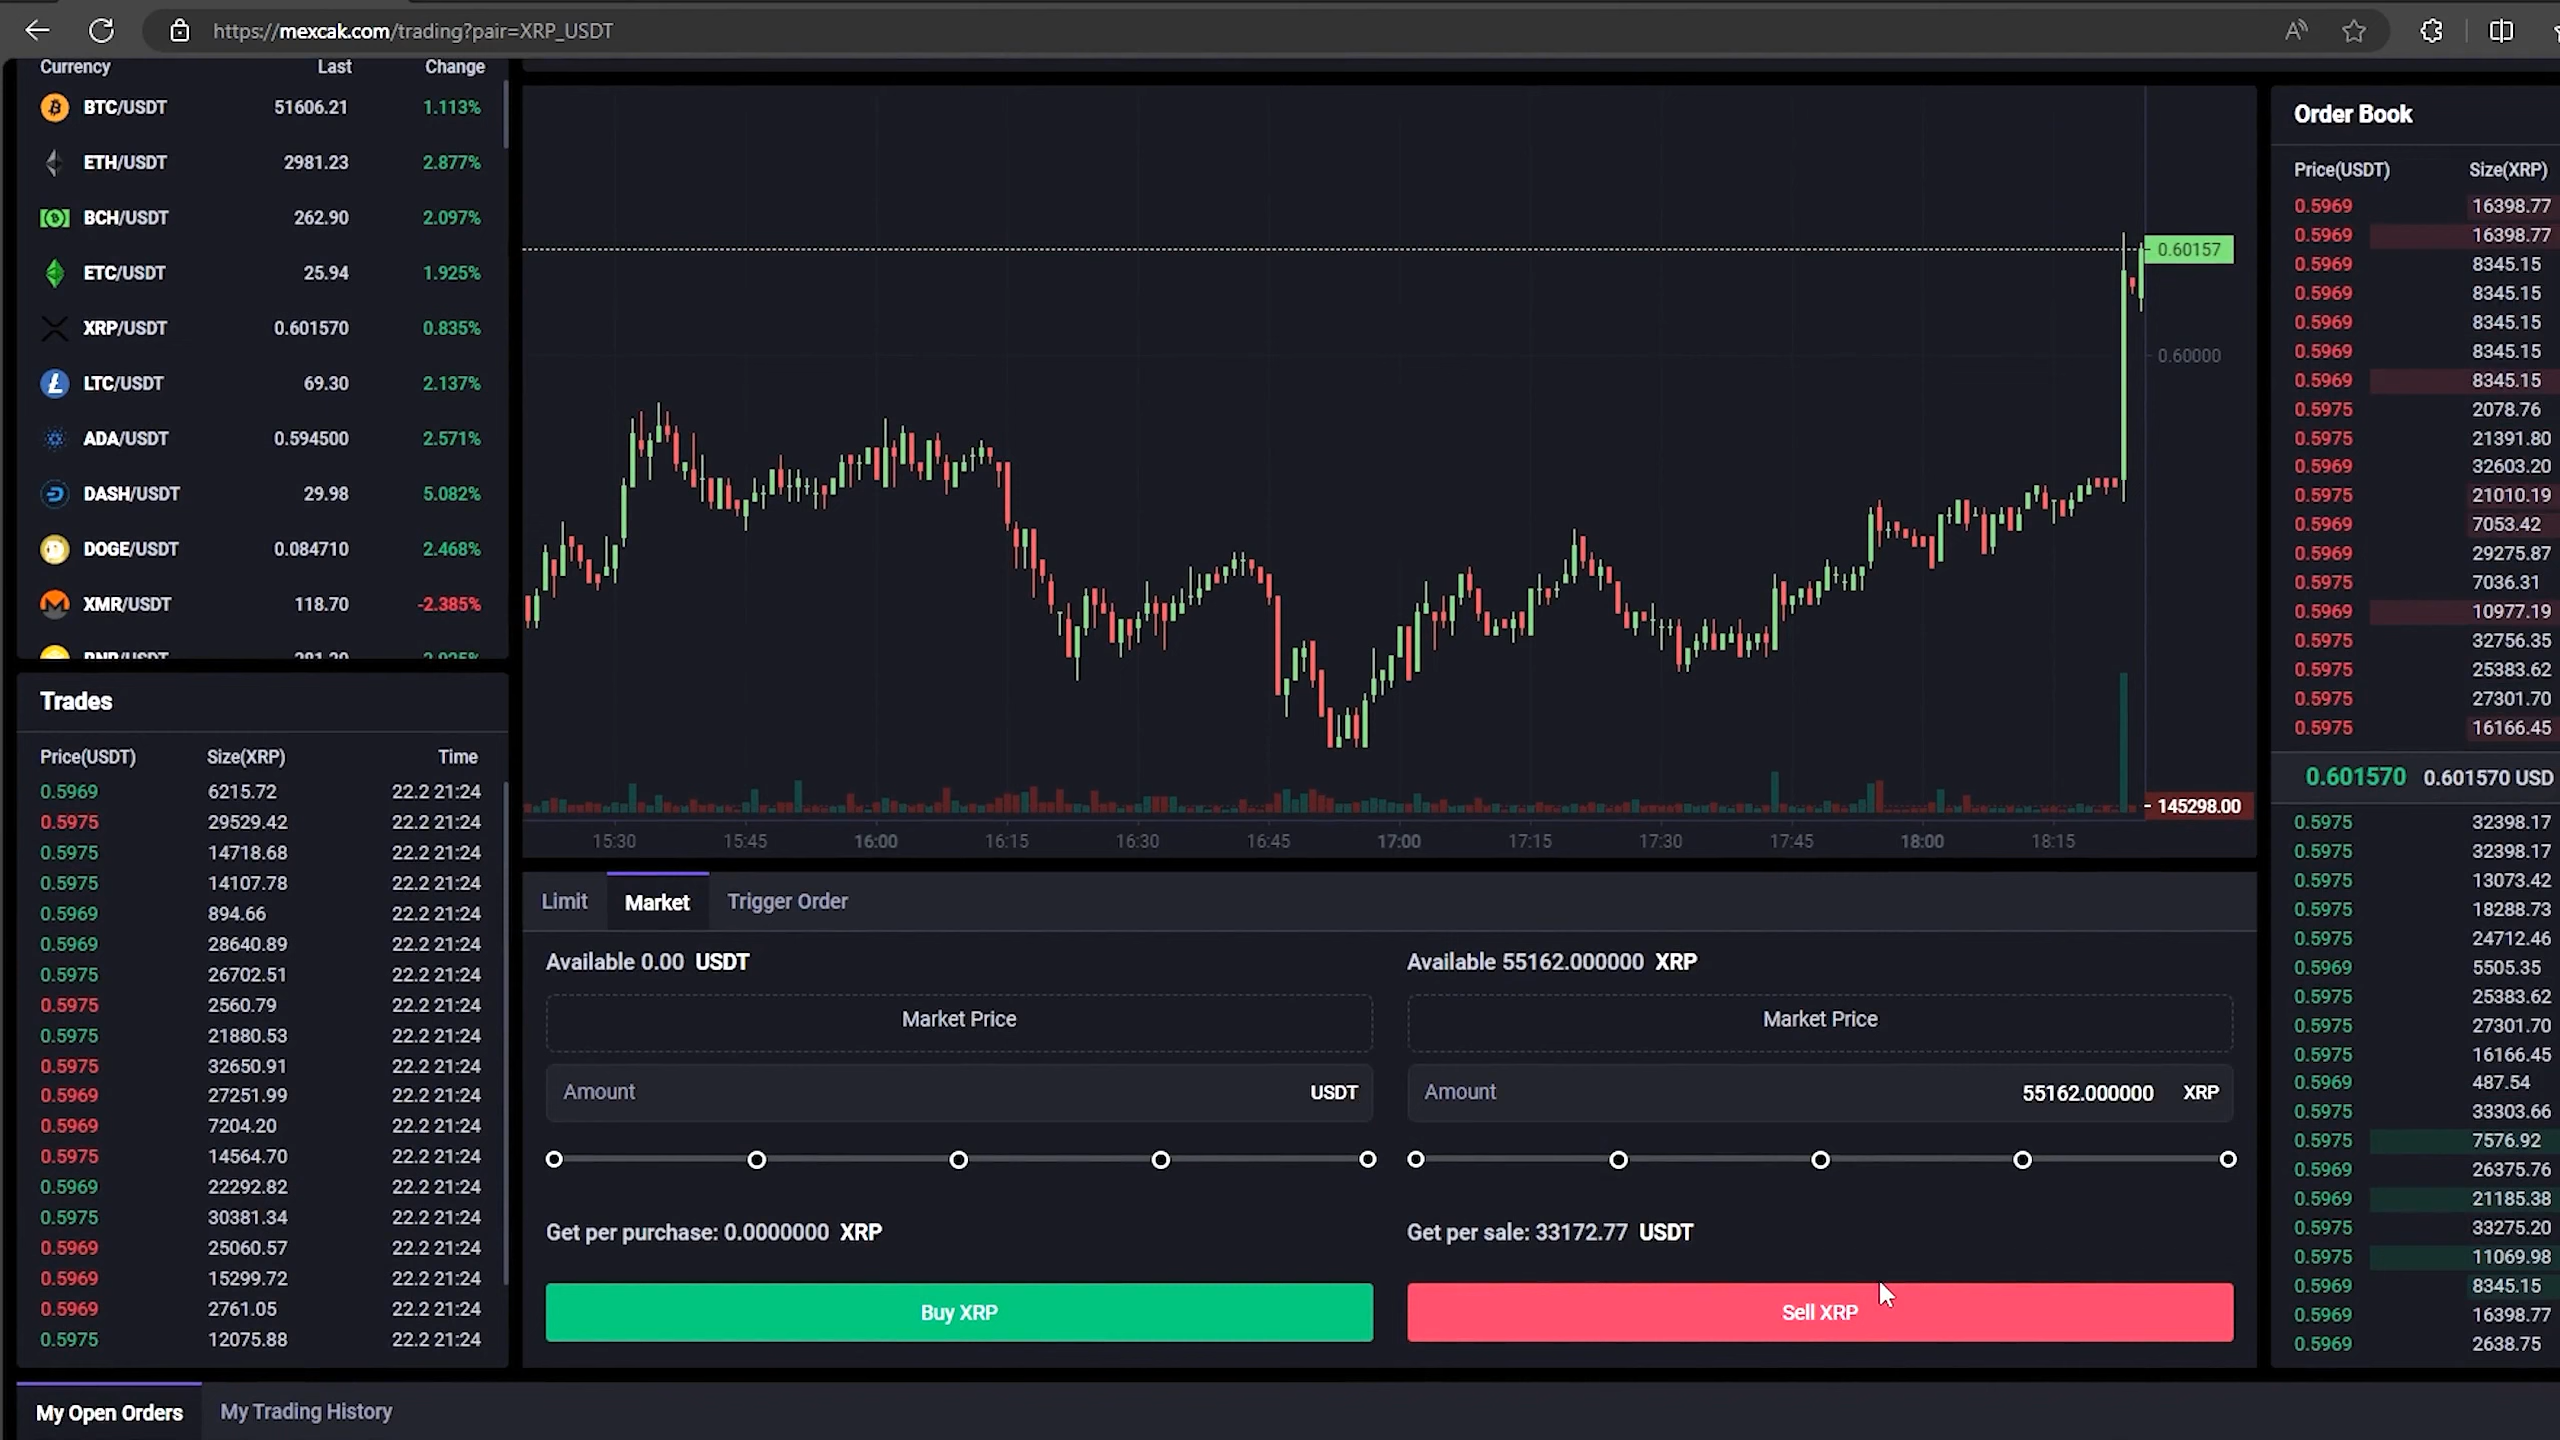 https://mexcak.com/trading?pair=XRP_USDT
Currency Last Change
BTC/USDT 51606.21 1.113%
ETH/USDT 2981.23 2.877%
BCH/USDT 262.90 2.097%
ETC/USDT 25.94 1.925%
XRP/USDT 0.601570 0.835%
LTC/USDT 69.30 2.137%
ADA/USDT 0.594500 2.571%
DASH/USDT 29.98 5.082%
DOGE/USDT 0.084710 2.468%
XMR/USDT 118.70 -2.385%
Trades
Price(USDT) Size(XRP) Time
0.5969 6215.72 22.2 21:24
0.5975 29529.42 22.2 21:24
0.5975 14718.68 22.2 21:24
0.5975 14107.78 22.2 21:24
0.5969 894.66 22.2 21:24
0.5969 28640.89 22.2 21:24
0.5975 26702.51 22.2 21:24
0.5975 2560.79 22.2 21:24
0.5975 21880.53 22.2 21:24
0.5975 32650.91 22.2 21:24
0.5969 27251.99 22.2 21:24
0.5969 7204.20 22.2 21:24
0.5975 14564.70 22.2 21:24
0.5969 22292.82 22.2 21:24
0.5975 30381.34 22.2 21:24
0.5969 25060.57 22.2 21:24
0.5969 15299.72 22.2 21:24
0.5969 2761.05 22.2 21:24
0.5975 12075.88 22.2 21:24
0.60157
0.60000
145298.00
15:30 15:45 16:00 16:15 16:30 16:45 17:00 17:15 17:30 17:45 18:00 18:15
Limit Market Trigger Order
Available 0.00 USDT
Market Price
Amount USDT
Get per purchase: 0.0000000 XRP
Buy XRP
Available 55162.000000 XRP
Market Price
Amount 55162.000000 XRP
Get per sale: 33172.77 USDT
Sell XRP
Order Book
Price(USDT) Size(XRP)
0.5969 16398.77
0.5969 16398.77
0.5969 8345.15
0.5969 8345.15
0.5969 8345.15
0.5969 8345.15
0.5969 8345.15
0.5975 2078.76
0.5975 21391.80
0.5975 32603.20
0.5975 21010.19
0.5969 7053.42
0.5969 29275.87
0.5975 7036.31
0.5969 10977.19
0.5975 32756.35
0.5975 25383.62
0.5975 27301.70
0.5975 16166.45
0.601570 0.601570 USD
0.5975 32398.17
0.5975 32398.17
0.5975 13073.42
0.5975 18288.73
0.5975 24712.46
0.5969 5505.35
0.5975 25383.62
0.5975 27301.70
0.5975 16166.45
0.5969 487.54
0.5975 33303.66
0.5975 7576.92
0.5969 26375.76
0.5969 21185.38
0.5975 33275.20
0.5975 11069.98
0.5969 8345.15
0.5969 16398.77
0.5969 2638.75
My Open Orders My Trading History